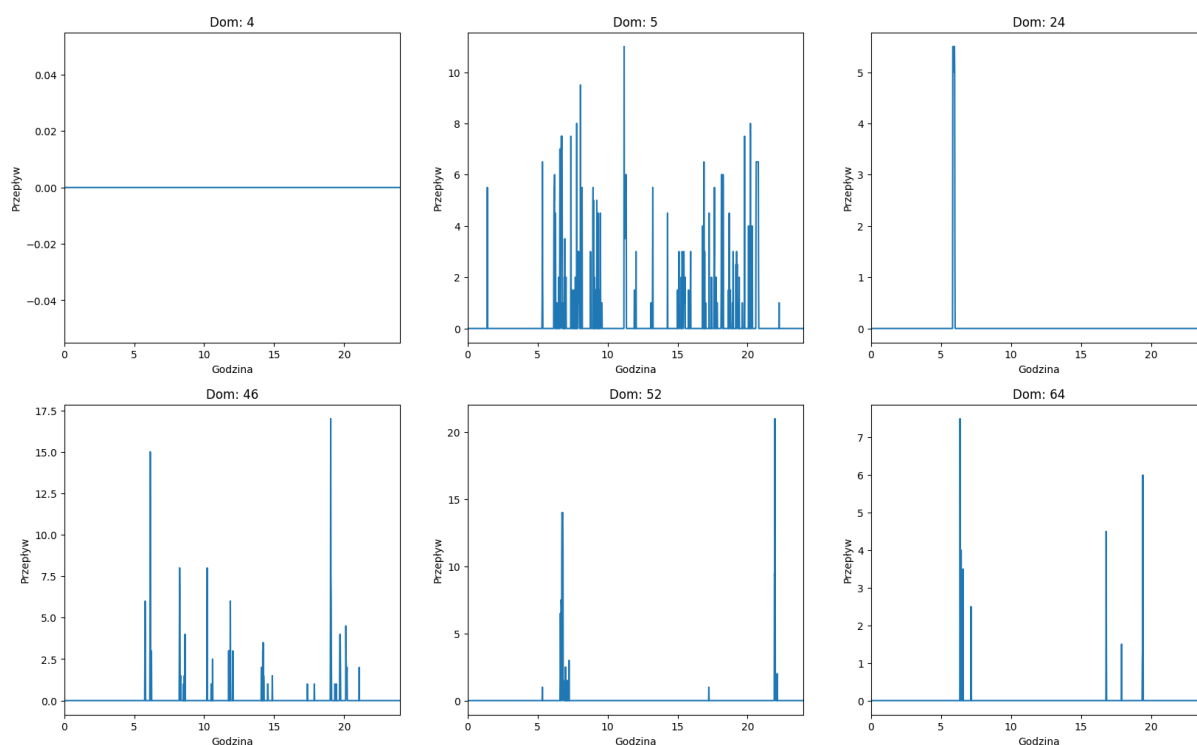 Dom: 4
0.04
0.02
0.00
−0.02
−0.04
Przepływ
0 5 10 15 20
Godzina
Dom: 5
10
8
6
4
2
0
Przepływ
0 5 10 15 20
Godzina
Dom: 24
5
4
3
2
1
0
Przepływ
0 5 10 15 20
Godzina
Dom: 46
17.5
15.0
12.5
10.0
7.5
5.0
2.5
0.0
Przepływ
0 5 10 15 20
Godzina
Dom: 52
20
15
10
5
0
Przepływ
0 5 10 15 20
Godzina
Dom: 64
7
6
5
4
3
2
1
0
Przepływ
0 5 10 15 20
Godzina